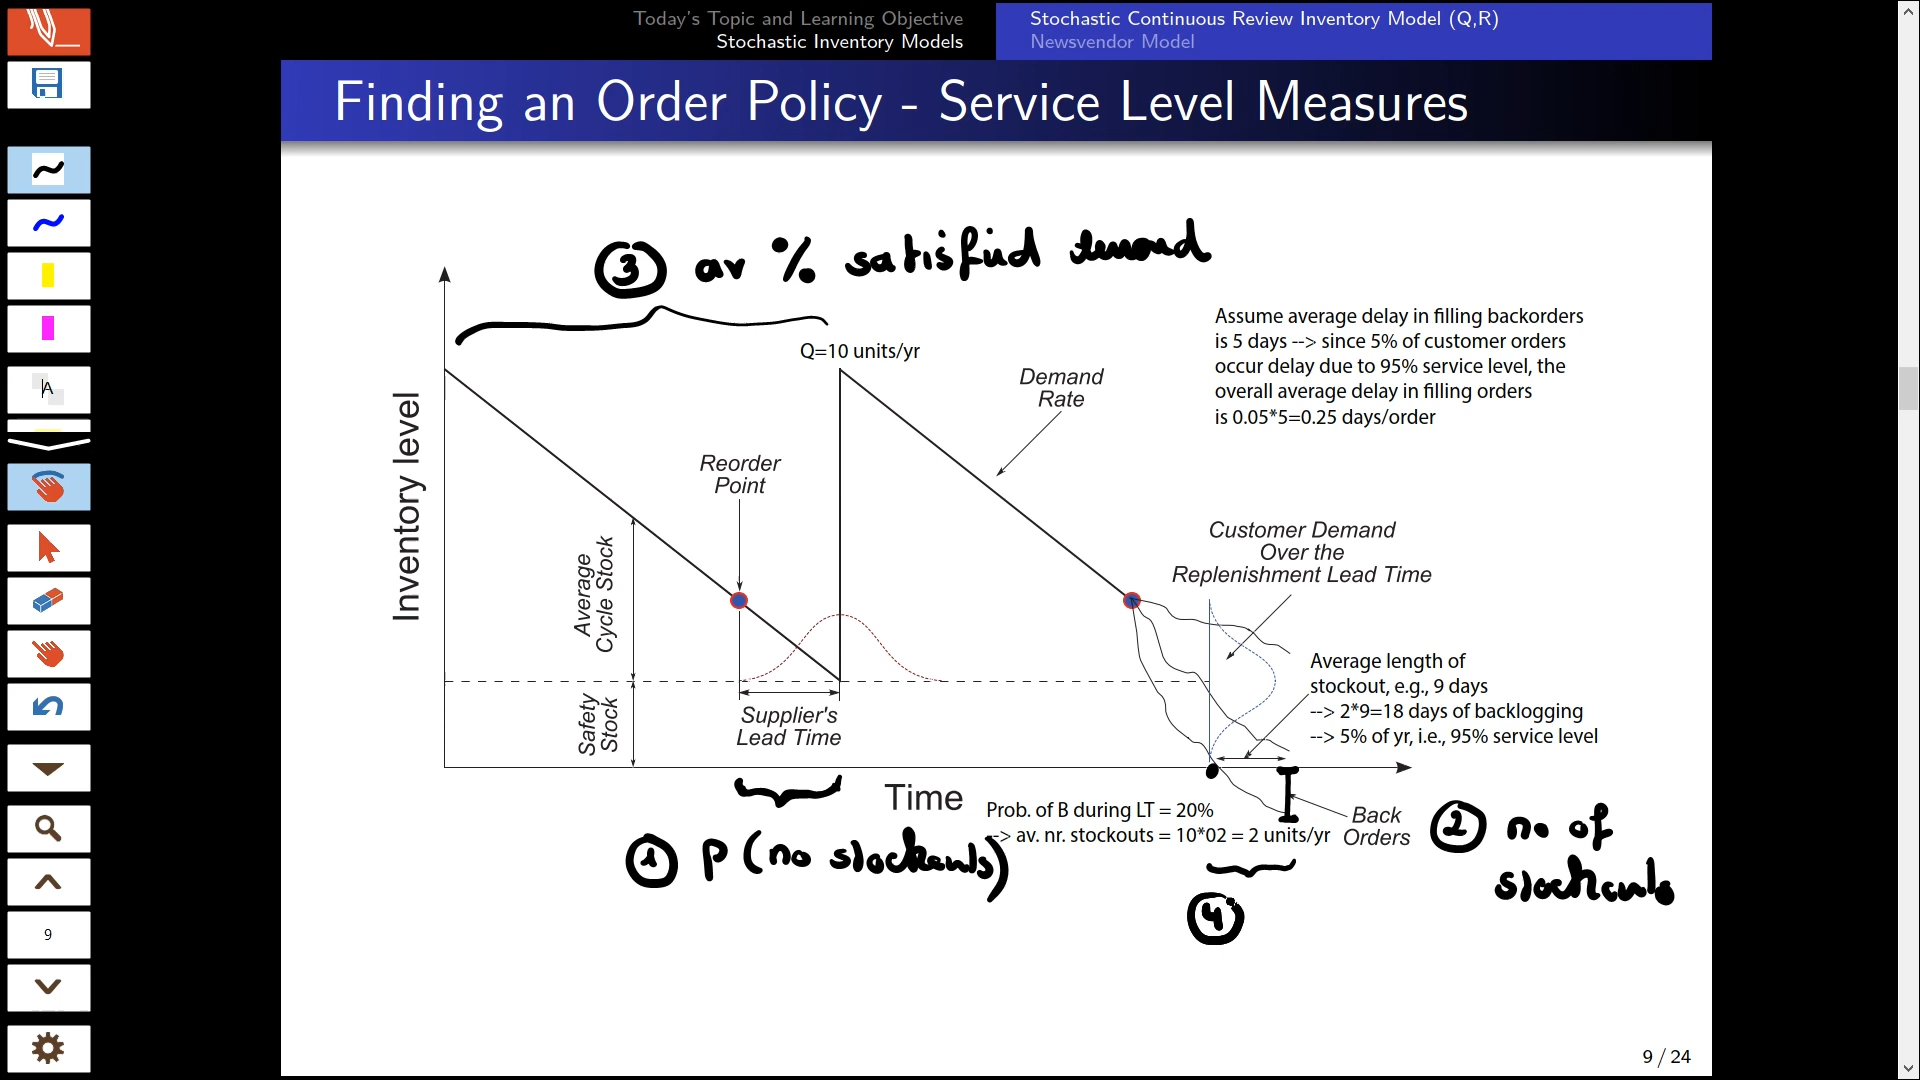 Today's Topic and Learning Objective
Stochastic Inventory Models
Stochastic Continuous Review Inventory Model (Q,R)
Newsvendor Model
Finding an Order Policy - Service Level Measures
3 av % satisfied
Assume average delay in filling backorders
is 5 days --> since 5% of customer orders
occur delay due to 95% service level, the
overall average delay in filling orders
is 0.05*5=0.25 days/order
Q=10 units/yr
Demand
Rate
Reorder
Point
Inventory level
Average
Cycle Stock
Safety
Stock
Supplier's
Lead Time
Customer Demand
Over the
Replenishment Lead Time
Average length of
stockout, e.g., 9 days
--> 2*9=18 days of backlogging
--> 5% of yr, i.e., 95% service level
Time
Prob. of B during LT = 20%
--> av. nr. stockouts = 10*02 = 2 units/yr
Back
Orders
1 P (no stockouts)
2 no of
stockouts
4
A
9
9 / 24